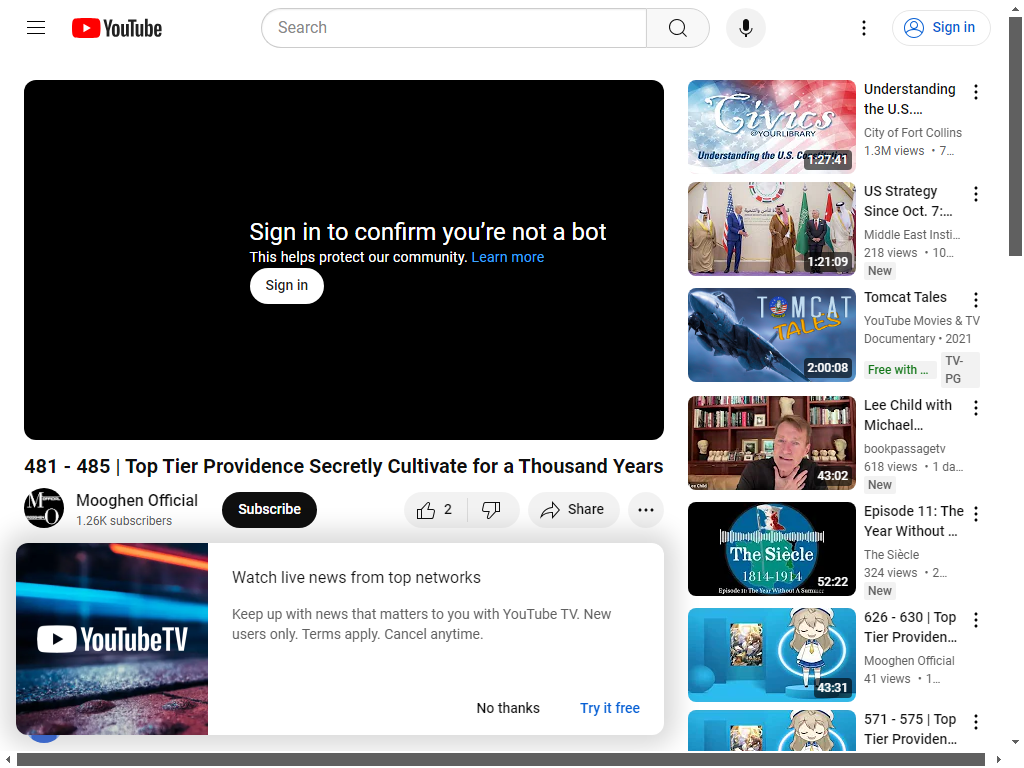 YouTube
Search
Sign in
Sign in to confirm you’re not a bot
This helps protect our community. Learn more
Sign in
481 - 485 | Top Tier Providence Secretly Cultivate for a Thousand Years
Mooghen Official
1.26K subscribers
Subscribe
2
Share
YouTubeTV
Watch live news from top networks
Keep up with news that matters to you with YouTube TV. New
users only. Terms apply. Cancel anytime.
No thanks
Try it free
Civics
@YOURLIBRARY
Understanding the U.S. Constitution
1:27:41
Understanding
the U.S....
City of Fort Collins
1.3M views • 7...
1:21:09
US Strategy
Since Oct. 7:...
Middle East Insti...
218 views • 10...
New
TOMCAT
TALES
2:00:08
Tomcat Tales
YouTube Movies & TV
Documentary • 2021
Free with ...
TV-
PG
Lee Child
43:02
Lee Child with
Michael...
bookpassagetv
618 views • 1 da...
New
The Siècle
1814-1914
Episode 11: The Year Without A Summer
52:22
Episode 11: The
Year Without ...
The Siècle
324 views • 2...
New
43:31
626 - 630 | Top
Tier Providen...
Mooghen Official
41 views • 1...
571 - 575 | Top
Tier Providen...